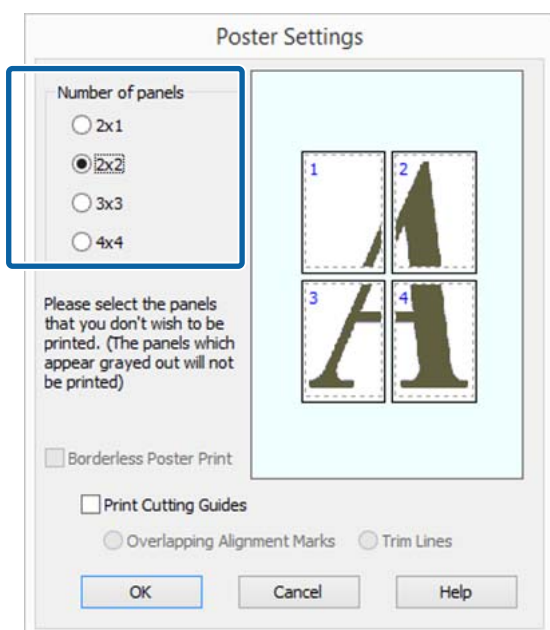 Poster Settings
Number of panels
2x1
2x2
3x3
4x4
1
2
3
4
A
Please select the panels
that you don't wish to be
printed. (The panels which
appear grayed out will not
be printed)
Borderless Poster Print
Print Cutting Guides
Overlapping Alignment Marks
Trim Lines
OK
Cancel
Help